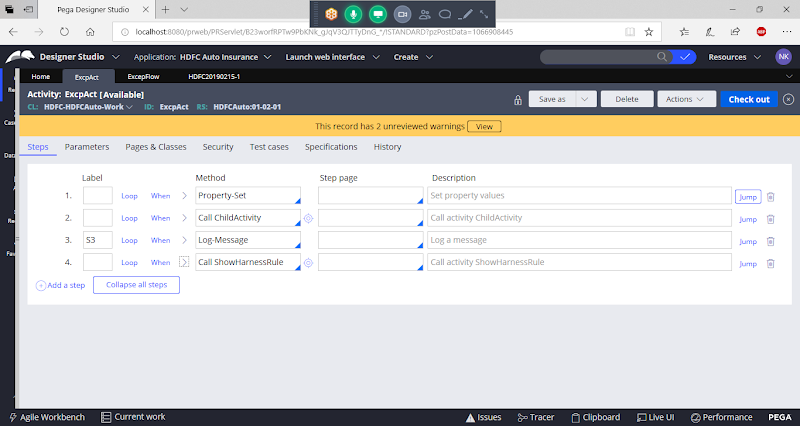 Pega Designer Studio
localhost:8080/prweb/PRServlet/B23worfRPTw9PbKNk_gJqV3QJTTyDnG_*/!STANDARD?pzPostData=1066908445
Designer Studio Application: HDFC Auto Insurance Launch web interface Create Resources NK
Home ExcpAct ExcepFlow HDFC20190215-1
Activity: ExcpAct [Available]
CL: HDFC-HDFCAuto-Work ID: ExcpAct RS: HDFCAuto:01-02-01
Save as Delete Actions Check out
This record has 2 unreviewed warnings View
Steps Parameters Pages & Classes Security Test cases Specifications History
Label Method Step page Description
1. Loop When Property-Set Set property values Jump
2. Loop When Call ChildActivity Call activity ChildActivity Jump
3. S3 Loop When Log-Message Log a message Jump
4. Loop When Call ShowHarnessRule Call activity ShowHarnessRule Jump
Add a step Collapse all steps
Agile Workbench Current work Issues Tracer Clipboard Live UI Performance PEGA